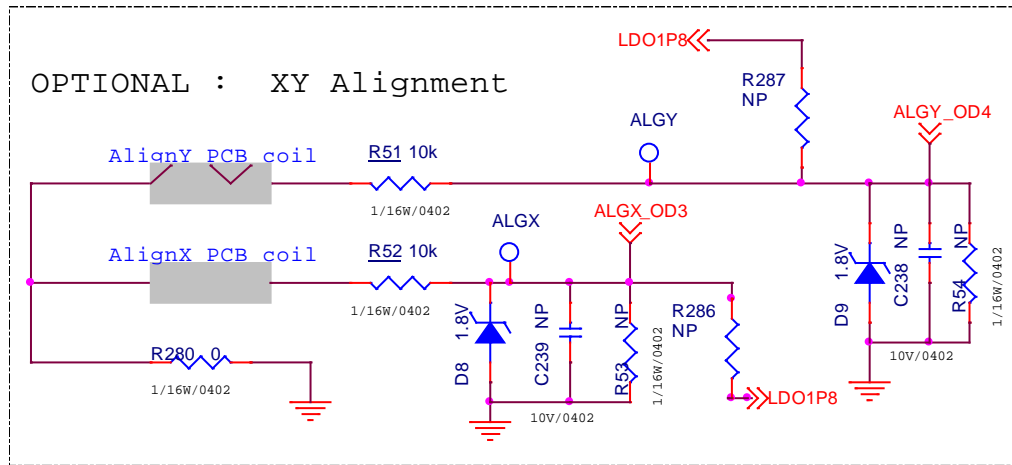 LDO1P8
OPTIONAL :  XY Alignment
R287
NP
ALGY
ALGY_OD4
AlignY PCB coil
R51 10k
1/16W/0402
ALGX
ALGX_OD3
AlignX PCB coil
R52 10k
1/16W/0402
R280 0
1/16W/0402
D8 1.8V
C239 NP
R53 NP
1/16W/0402
10V/0402
R286
NP
LDO1P8
D9 1.8V
C238 NP
R54 NP
1/16W/0402
10V/0402